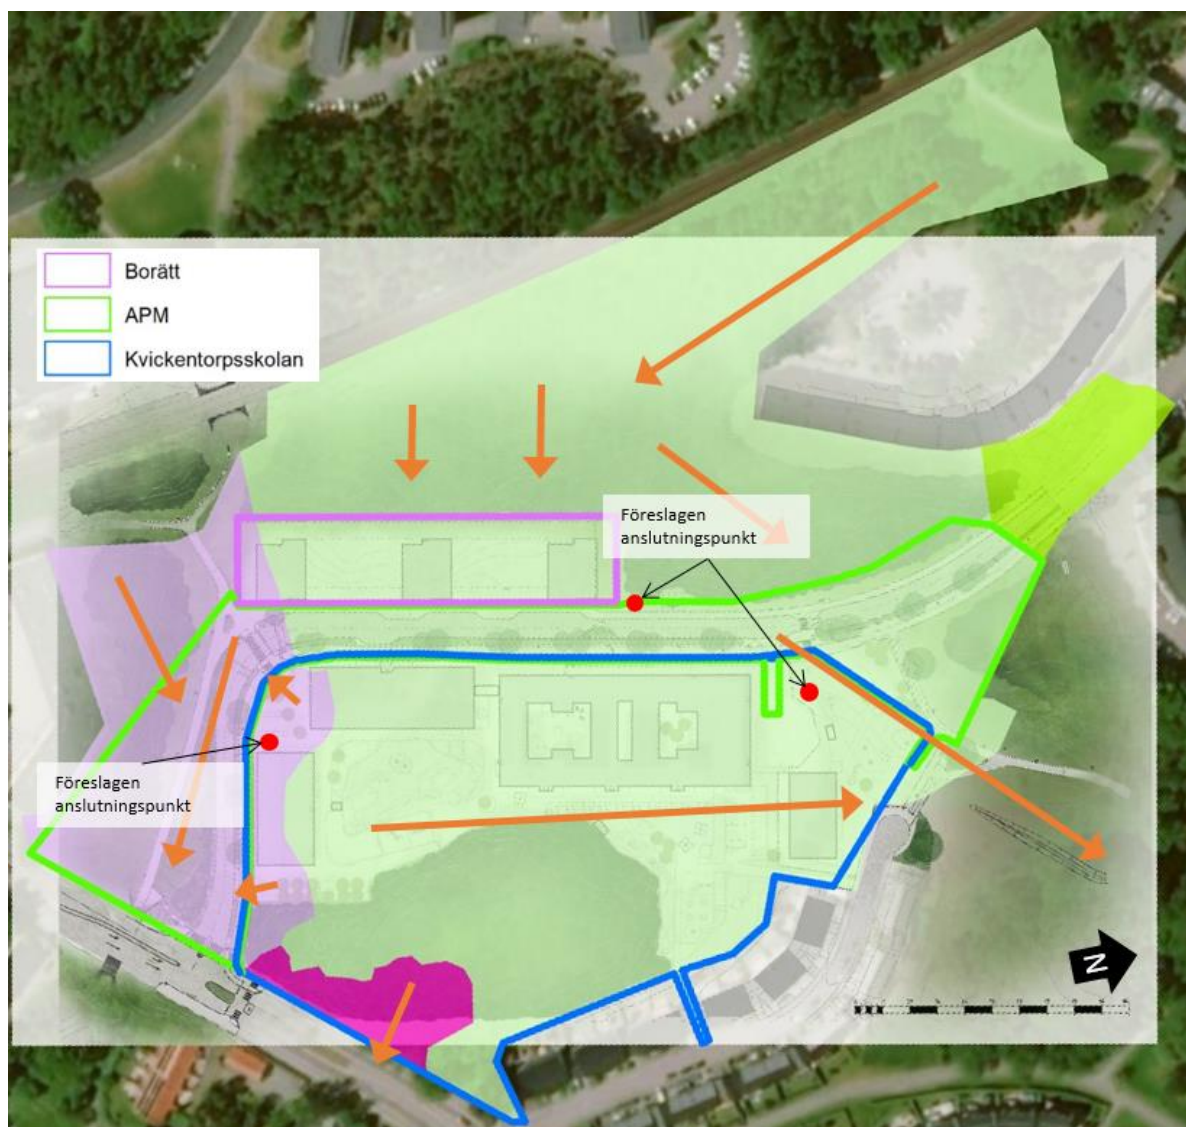 Borätt
APM
Kvickentorpsskolan
Föreslagen
anslutningspunkt
Föreslagen
anslutningspunkt
N